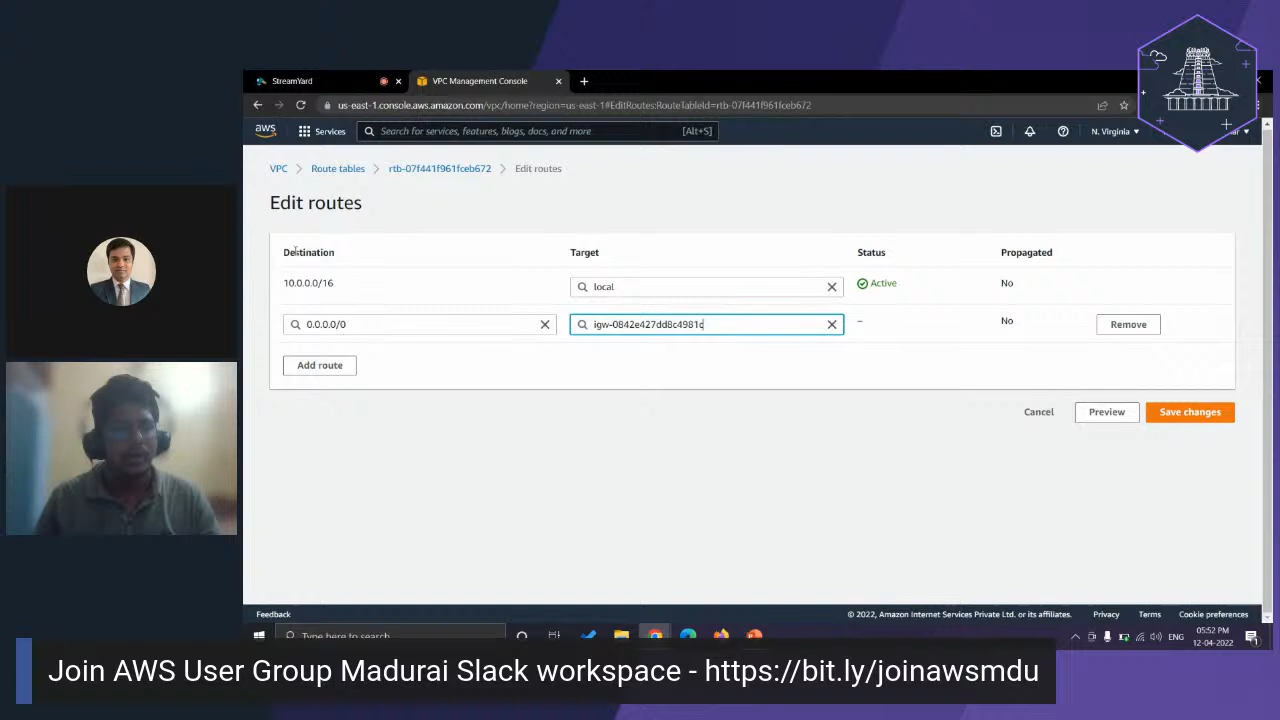 StreamYard
VPC Management Console
us-east-1.console.aws.amazon.com/vpc/home?region=us-east-1#EditRoutes:RouteTableId=rtb-07f441f961fceb672
aws Services Search for services, features, blogs, docs, and more [Alt+S] N. Virginia
VPC > Route tables > rtb-07f441f961fceb672 > Edit routes
Edit routes
Destination Target Status Propagated
10.0.0.0/16 local Active No
0.0.0.0/0 igw-0842e427dd8c4981c – No Remove
Add route
Cancel Preview Save changes
Feedback © 2022, Amazon Internet Services Private Ltd. or its affiliates. Privacy Terms Cookie preferences
Type here to search
ENG 05:52 PM
12-04-2022
Join AWS User Group Madurai Slack workspace - https://bit.ly/joinawsmdu